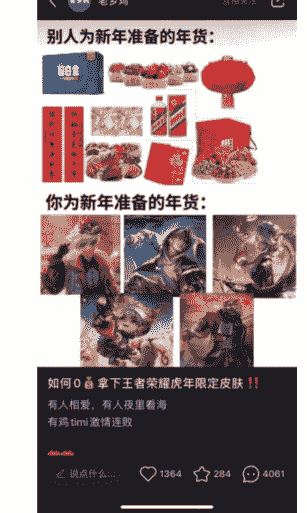 老乡鸡
别人为新年准备的年货：
你为新年准备的年货：
如何0💰拿下王者荣耀虎年限定皮肤‼️
有人相爱，有人夜里看海
有鸡timi激情连败
说点什么...
1364
284
4061